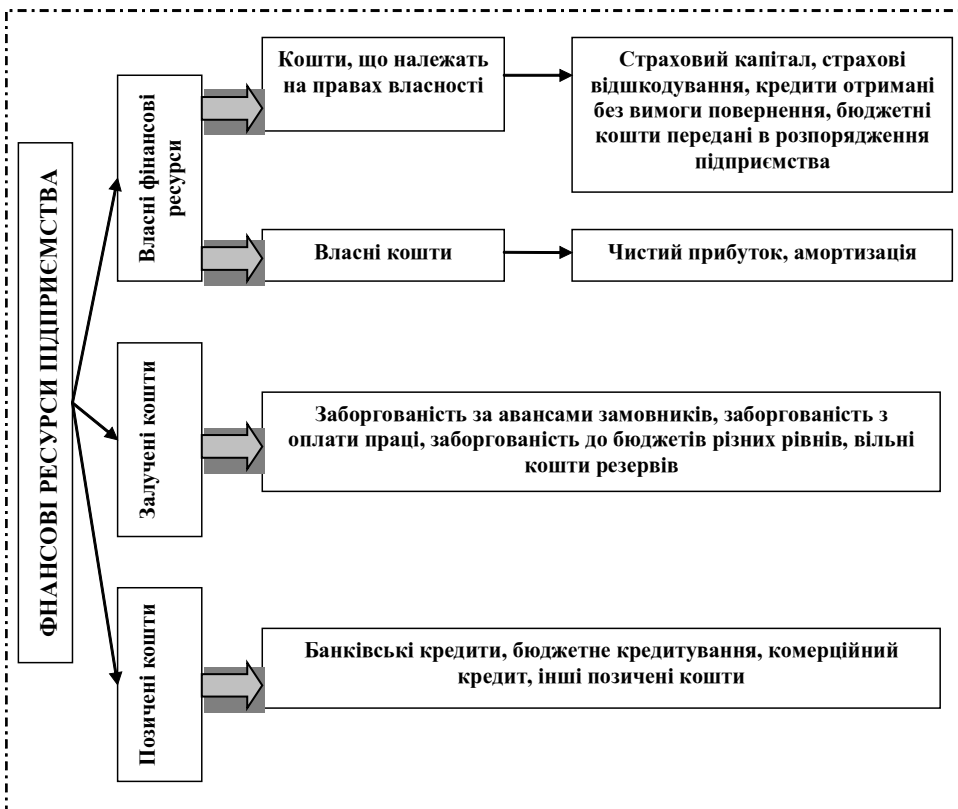 ФІНАНСОВІ РЕСУРСИ ПІДПРИЄМСТВА
Власні фінансові
ресурси
Кошти, що належать
на правах власності
Страховий капітал, страхові
відшкодування, кредити отримані
без вимоги повернення, бюджетні
кошти передані в розпорядження
підприємства
Власні кошти
Чистий прибуток, амортизація
Залучені кошти
Заборгованість за авансами замовників, заборгованість з
оплати праці, заборгованість до бюджетів різних рівнів, вільні
кошти резервів
Позичені кошти
Банківські кредити, бюджетне кредитування, комерційний
кредит, інші позичені кошти